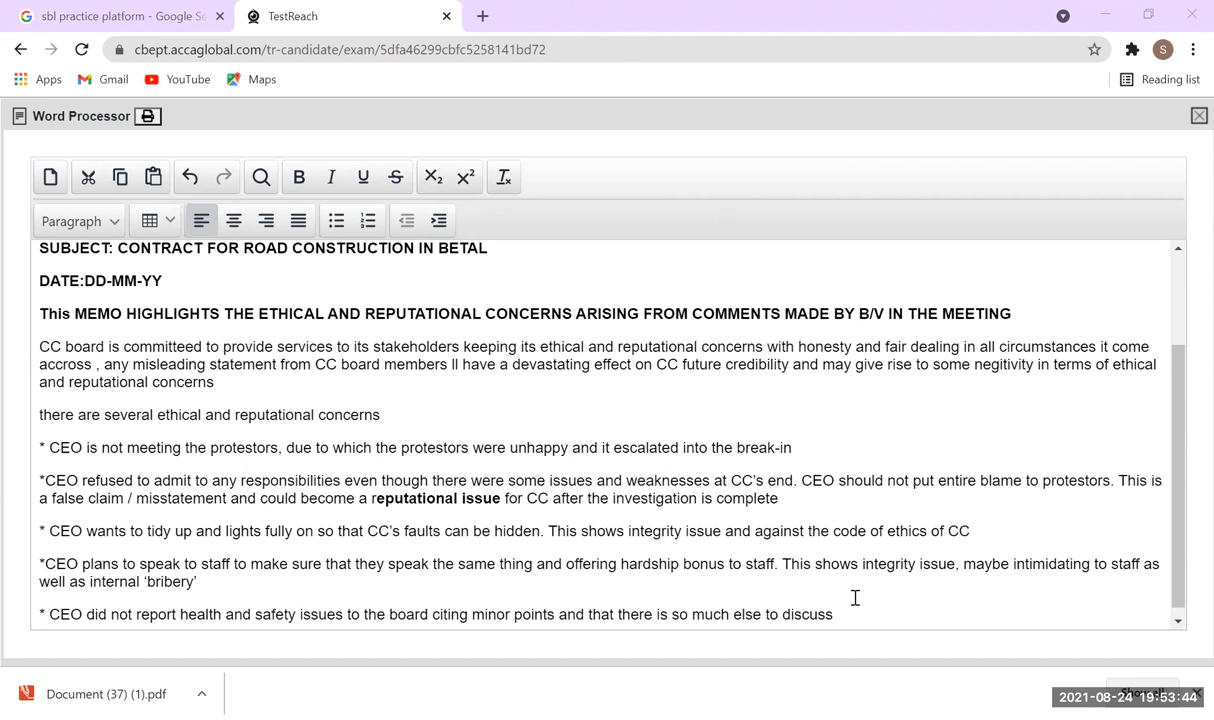 sbl practice platform - Google Se
TestReach
cbept.accaglobal.com/tr-candidate/exam/5dfa46299cbfc5258141bd72
S
Apps
Gmail
YouTube
Maps
Reading list
Word Processor
B I U S X₂ X² Tx
Paragraph
SUBJECT: CONTRACT FOR ROAD CONSTRUCTION IN BETAL
DATE:DD-MM-YY
This MEMO HIGHLIGHTS THE ETHICAL AND REPUTATIONAL CONCERNS ARISING FROM COMMENTS MADE BY B/V IN THE MEETING
CC board is committeed to provide services to its stakeholders keeping its ethical and reputational concerns with honesty and fair dealing in all circumstances it come
accross , any misleading statement from CC board members ll have a devastating effect on CC future credibility and may give rise to some negitivity in terms of ethical
and reputational concerns
there are several ethical and reputational concerns
* CEO is not meeting the protestors, due to which the protestors were unhappy and it escalated into the break-in
*CEO refused to admit to any responsibilities even though there were some issues and weaknesses at CC’s end. CEO should not put entire blame to protestors. This is
a false claim / misstatement and could become a reputational issue for CC after the investigation is complete
* CEO wants to tidy up and lights fully on so that CC’s faults can be hidden. This shows integrity issue and against the code of ethics of CC
*CEO plans to speak to staff to make sure that they speak the same thing and offering hardship bonus to staff. This shows integrity issue, maybe intimidating to staff as
well as internal ‘bribery’
* CEO did not report health and safety issues to the board citing minor points and that there is so much else to discuss
Document (37) (1).pdf
2021-08-24 19:53:44